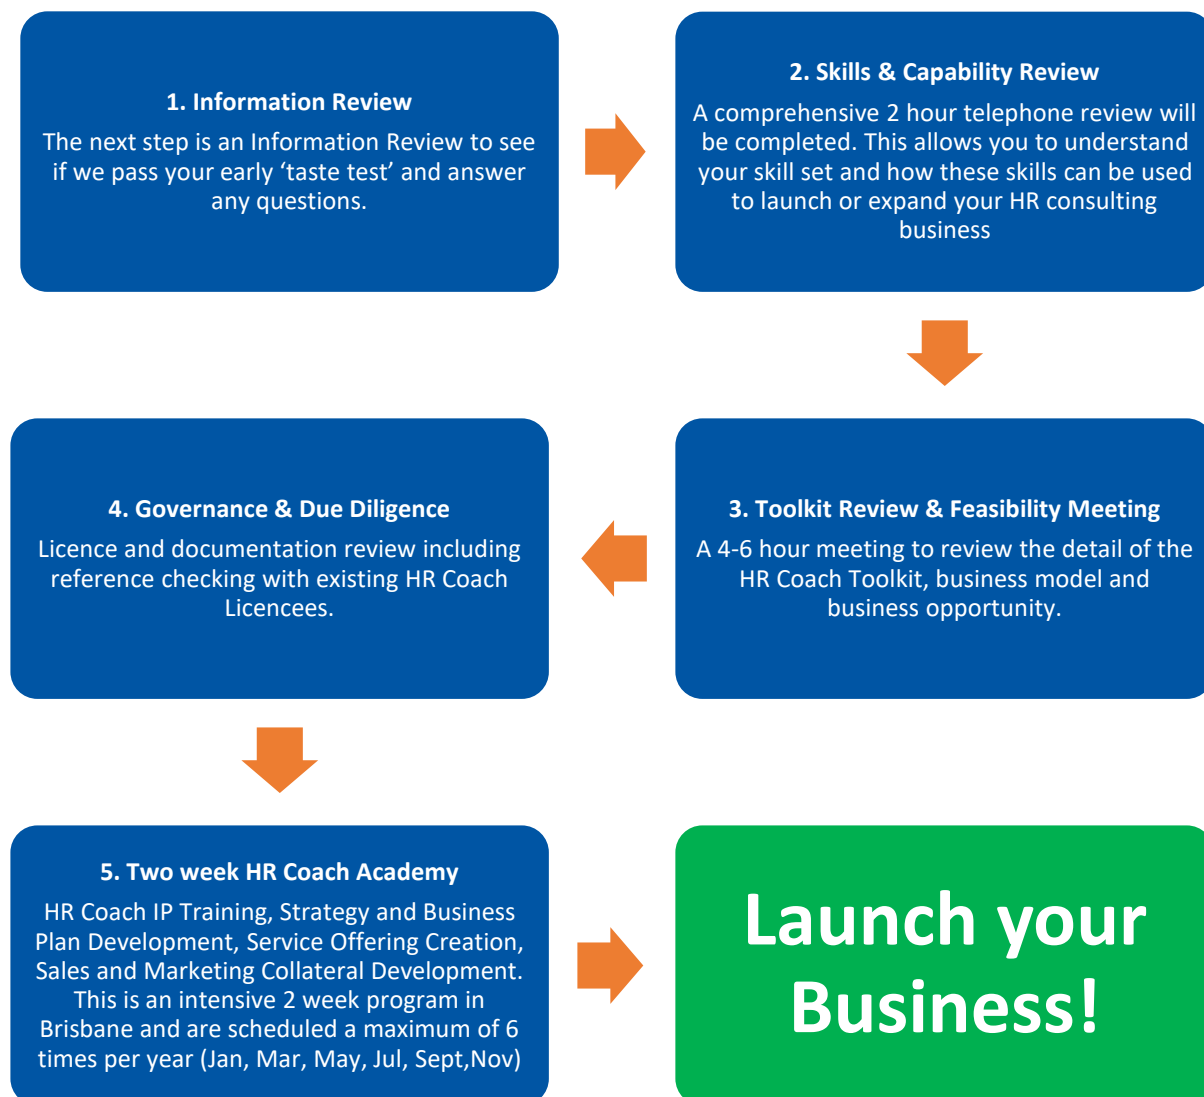 1. Information Review
The next step is an Information Review to see
if we pass your early ‘taste test’ and answer
any questions.
2. Skills & Capability Review
A comprehensive 2 hour telephone review will
be completed. This allows you to understand
your skill set and how these skills can be used
to launch or expand your HR consulting
business
3. Toolkit Review & Feasibility Meeting
A 4-6 hour meeting to review the detail of the
HR Coach Toolkit, business model and
business opportunity.
4. Governance & Due Diligence
Licence and documentation review including
reference checking with existing HR Coach
Licencees.
5. Two week HR Coach Academy
HR Coach IP Training, Strategy and Business
Plan Development, Service Offering Creation,
Sales and Marketing Collateral Development.
This is an intensive 2 week program in
Brisbane and are scheduled a maximum of 6
times per year (Jan, Mar, May, Jul, Sept,Nov)
Launch your
Business!